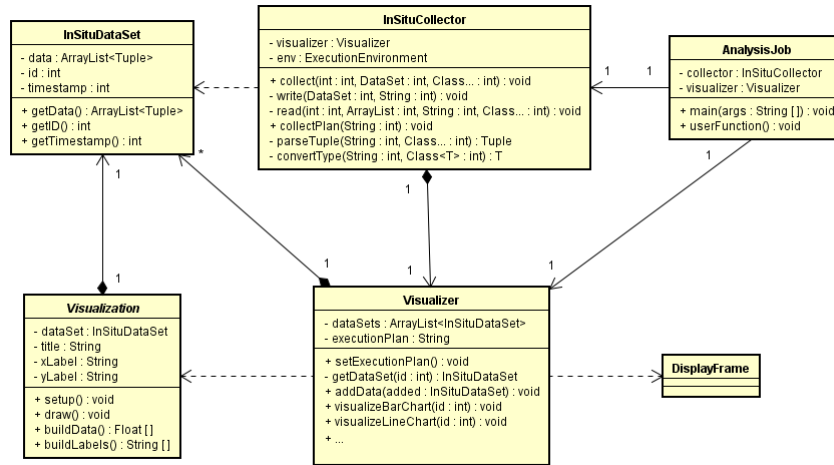 InSituDataSet
- data : ArrayList<Tuple>
- id : int
- timestamp : int
+ getData() : ArrayList<Tuple>
+ getID() : int
+ getTimestamp() : int
InSituCollector
- visualizer : Visualizer
- env : ExecutionEnvironment
+ collect(int : int, DataSet : int, Class... : int) : void
- write(DataSet : int, String : int) : void
- read(int : int, ArrayList : int, String : int, Class... : int) : void
+ collectPlan(String : int) : void
- parseTuple(String : int, Class... : int) : Tuple
- convertType(String : int, Class<T> : int) : T
AnalysisJob
- collector : InSituCollector
- visualizer : Visualizer
+ main(args : String []) : void
+ userFunction() : void
1
1
1
*
1
1
1
1
1
1
Visualization
- dataSet : InSituDataSet
- title : String
- xLabel : String
- yLabel : String
+ setup() : void
+ draw() : void
+ buildData() : Float []
+ buildLabels() : String []
Visualizer
- dataSets : ArrayList<InSituDataSet>
- executionPlan : String
+ setExecutionPlan() : void
- getDataSet(id : int) : InSituDataSet
+ addData(added : InSituDataSet) : void
+ visualizeBarChart(id : int) : void
+ visualizeLineChart(id : int) : void
+ ...
DisplayFrame